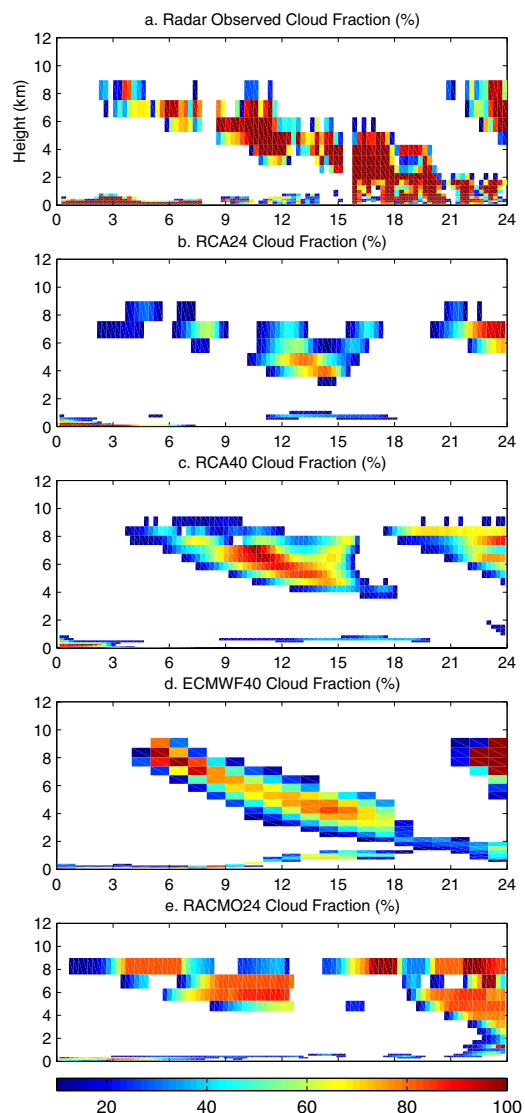 a. Radar Observed Cloud Fraction (%)
12
10
8
6
4
2
0
Height (km)
0 3 6 9 12 15 18 21 24
b. RCA24 Cloud Fraction (%)
12
10
8
6
4
2
0
0 3 6 9 12 15 18 21 24
c. RCA40 Cloud Fraction (%)
12
10
8
6
4
2
0
0 3 6 9 12 15 18 21 24
d. ECMWF40 Cloud Fraction (%)
12
10
8
6
4
2
0
0 3 6 9 12 15 18 21 24
e. RACMO24 Cloud Fraction (%)
12
10
8
6
4
2
0
0 3 6 9 12 15 18 21 24
20 40 60 80 100